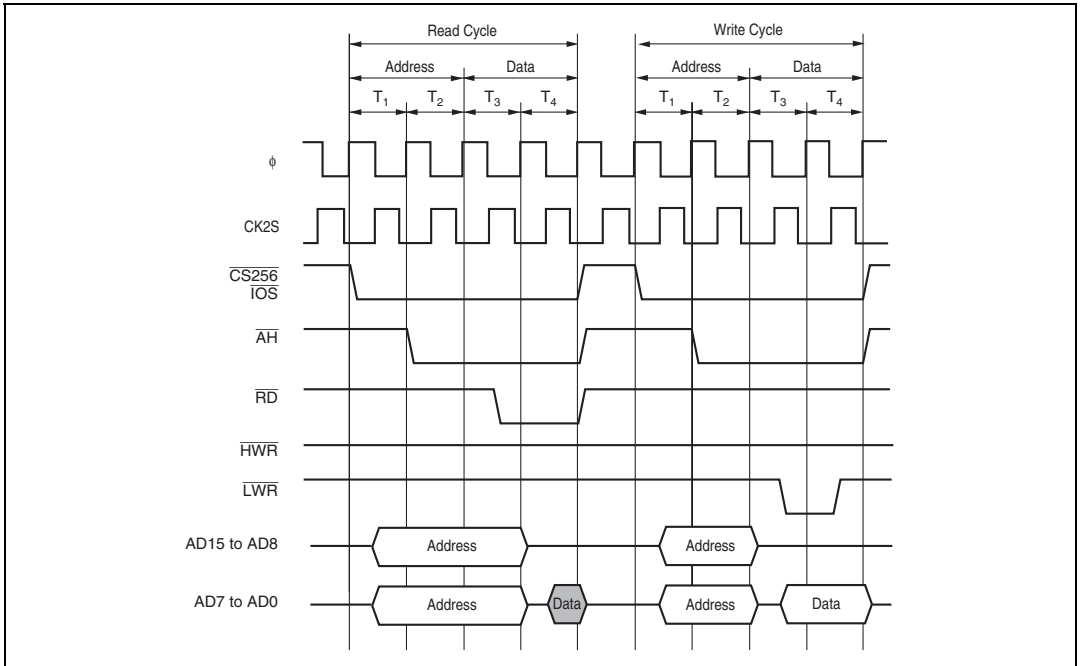 Read Cycle Write Cycle
Address Data Address Data
T1 T2 T3 T4 T1 T2 T3 T4
ϕ
CK2S
CS256
IOS
AH
RD
HWR
LWR
AD15 to AD8 Address Address
AD7 to AD0 Address Data Address Data